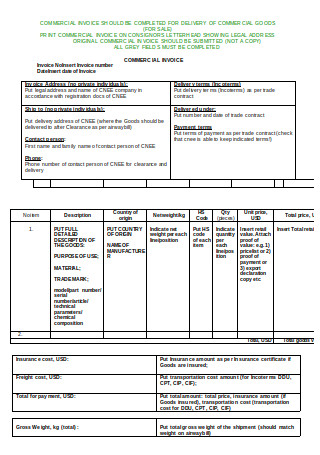 COMMERCIAL INVOICE SHOULD BE COMPLETED FOR DELIVERY OF COMMERCIAL GOODS
(FOR SALE)
PRINT COMMERCIAL INVOICE ON CONSIGNORS LETTERHEAD SHOWING LEGAL ADDRESS
ORIGINAL COMMERCIAL INVOICE SHOULD BE SUBMITTED (NOT A COPY)
ALL GREY FIELDS MUST BE COMPLETED
COMMERCIAL INVOICE
Invoice No/Insert Invoice number
Date/Insert date of Invoice
Invoice Address (no private individuals):
Put legal address and name of CNEE company in
accordance with registration docs of CNEE
Delivery terms (Incoterms)
Put delivery terms (Incoterms) as per trade
contract
Ship to (no private individuals):
Put delivery address of CNEE (where the Goods should be
delivered to after Clearance as per airwaybill)
Contact person:
First name and family name of contact person of CNEE
Phone:
Phone number of contact person of CNEE for clearance and
delivery
Delivered under:
Put number and date of trade contract
Payment terms
Put terms of payment as per trade contract (check
that cnee is able to keep indicated terms!)
No item
Description
County of
origin
Net weight/kg
HS
Code
Qty
(pieces)
Unit price,
USD
Total price, U
1.
PUT FULL
DETAILED
DESCRIPTION OF
THE GOODS:
PURPOSE OF USE;
MATERIAL;
TRADE MARK;
model/part number/
serial
number/article/
technical
parameters/
chemical
composition
PUT COUNTRY
OF ORIGIN
NAME OF
MANUFACTURE
R
Indicate net
weight per each
line/position
Put HS
code
of each
item
Indicate
quantity
per
each
line/pos
ition
Insert retail
value. Attach
proof of
value: e.g. 1)
pricelist or 2)
proof of
payment or
3) export
declaration
copy etc
Insert Total retai
2.
Total, USD
Total goods v
Insurance cost, USD:
Put Insurance amount as per Insurance certificate if
Goods are insured;
Freight cost, USD:
Put transportation cost amount (for Incoterms DDU,
CPT, CIP, CIF);
Total for payment, USD:
Put total amount: total price, insurance amount (if
Goods insured), transportation cost (transportation
cost for DDU, CPT, CIP, CIF)
Gross Weight, kg (total):
Put total gross weight of the shipment (should match
weight on airwaybill)